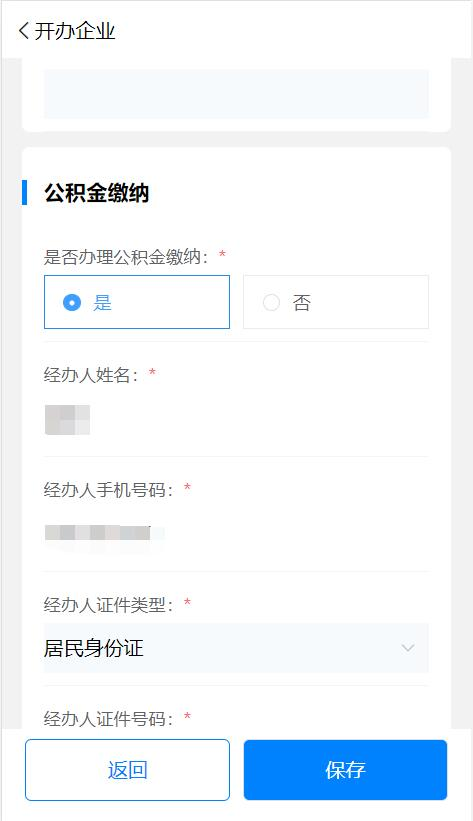 开办企业
公积金缴纳
是否办理公积金缴纳：*
是
否
经办人姓名：*
经办人手机号码：*
经办人证件类型：*
居民身份证
经办人证件号码：*
返回
保存